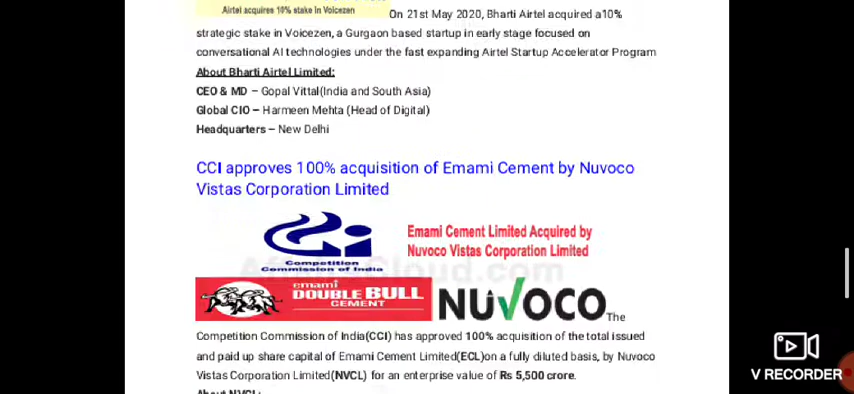 Airtel acquires 10% stake in Voicezen
On 21st May 2020, Bharti Airtel acquired a10%
strategic stake in Voicezen, a Gurgaon based startup in early stage focused on
conversational AI technologies under the fast expanding Airtel Startup Accelerator Program
About Bharti Airtel Limited:
CEO & MD – Gopal Vittal(India and South Asia)
Global CIO – Harmeen Mehta (Head of Digital)
Headquarters – New Delhi
CCI approves 100% acquisition of Emami Cement by Nuvoco
Vistas Corporation Limited
Competition
Commission of India
Emami Cement Limited Acquired by
Nuvoco Vistas Corporation Limited
emami
DOUBLE BULL
CEMENT
NUVOCO
The
Competition Commission of India(CCI) has approved 100% acquisition of the total issued
and paid up share capital of Emami Cement Limited(ECL)on a fully diluted basis, by Nuvoco
Vistas Corporation Limited(NVCL) for an enterprise value of Rs 5,500 crore.
About NVCL:
V RECORDER